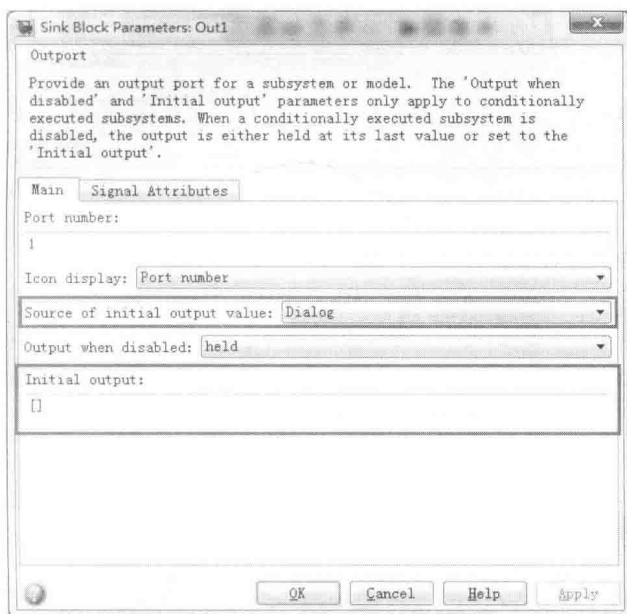 Sink Block Parameters: Out1
Outport
Provide an output port for a subsystem or model.  The 'Output when
disabled' and 'Initial output' parameters only apply to conditionally
executed subsystems. When a conditionally executed subsystem is
disabled, the output is either held at its last value or set to the
'Initial output'.
Main Signal Attributes
Port number:
1
Icon display: Port number
Source of initial output value: Dialog
Output when disabled: held
Initial output:
[]
OK Cancel Help Apply